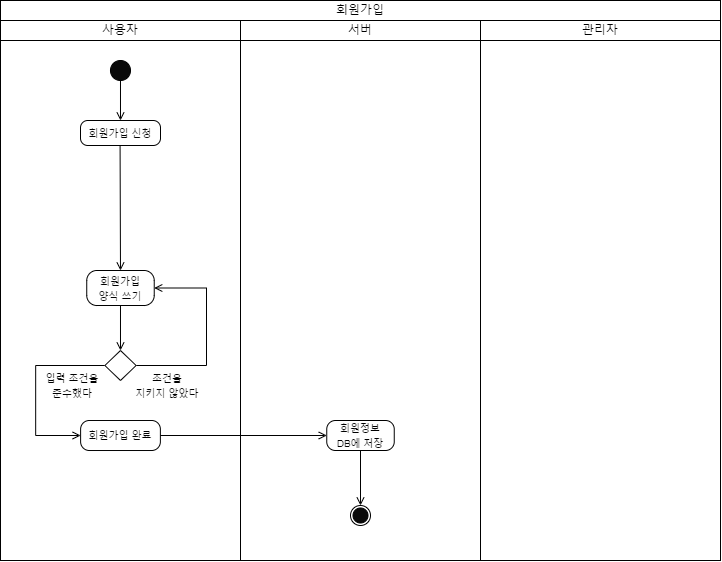 회원가입
사용자
서버
관리자
회원가입 신청
회원가입
양식 쓰기
입력 조건을
준수했다
조건을
지키지 않았다
회원가입 완료
회원정보
DB에 저장